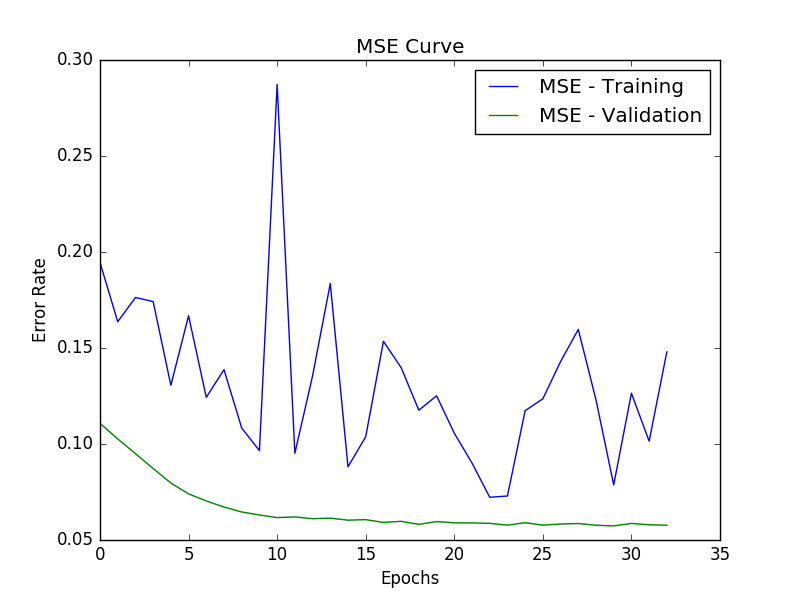 MSE Curve
MSE - Training
MSE - Validation
0.30
0.25
0.20
0.15
0.10
0.05
Error Rate
0 5 10 15 20 25 30 35
Epochs